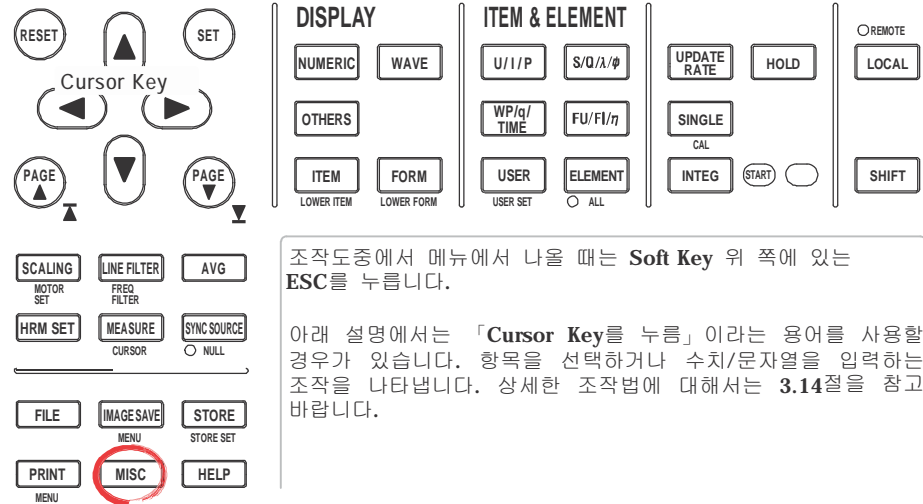 RESET
SET
Cursor Key
PAGE
PAGE
DISPLAY
NUMERIC
WAVE
OTHERS
ITEM
FORM
LOWER ITEM
LOWER FORM
ITEM & ELEMENT
U / I / P
S/Q/λ/ϕ
WP/q/
TIME
FU/FI/η
USER
ELEMENT
USER SET
ALL
UPDATE
RATE
HOLD
SINGLE
CAL
INTEG
START
REMOTE
LOCAL
SHIFT
SCALING
LINE FILTER
AVG
MOTOR
SET
FREQ
FILTER
HRM SET
MEASURE
SYNC SOURCE
CURSOR
NULL
FILE
IMAGE SAVE
STORE
MENU
STORE SET
PRINT
MISC
HELP
MENU
조작도중에서 메뉴에서 나올 때는 Soft Key 위 쪽에 있는
ESC를 누릅니다.
아래 설명에서는 「Cursor Key를 누름」이라는 용어를 사용할
경우가 있습니다. 항목을 선택하거나 수치/문자열을 입력하는
조작을 나타냅니다. 상세한 조작법에 대해서는 3.14절을 참고
바랍니다.